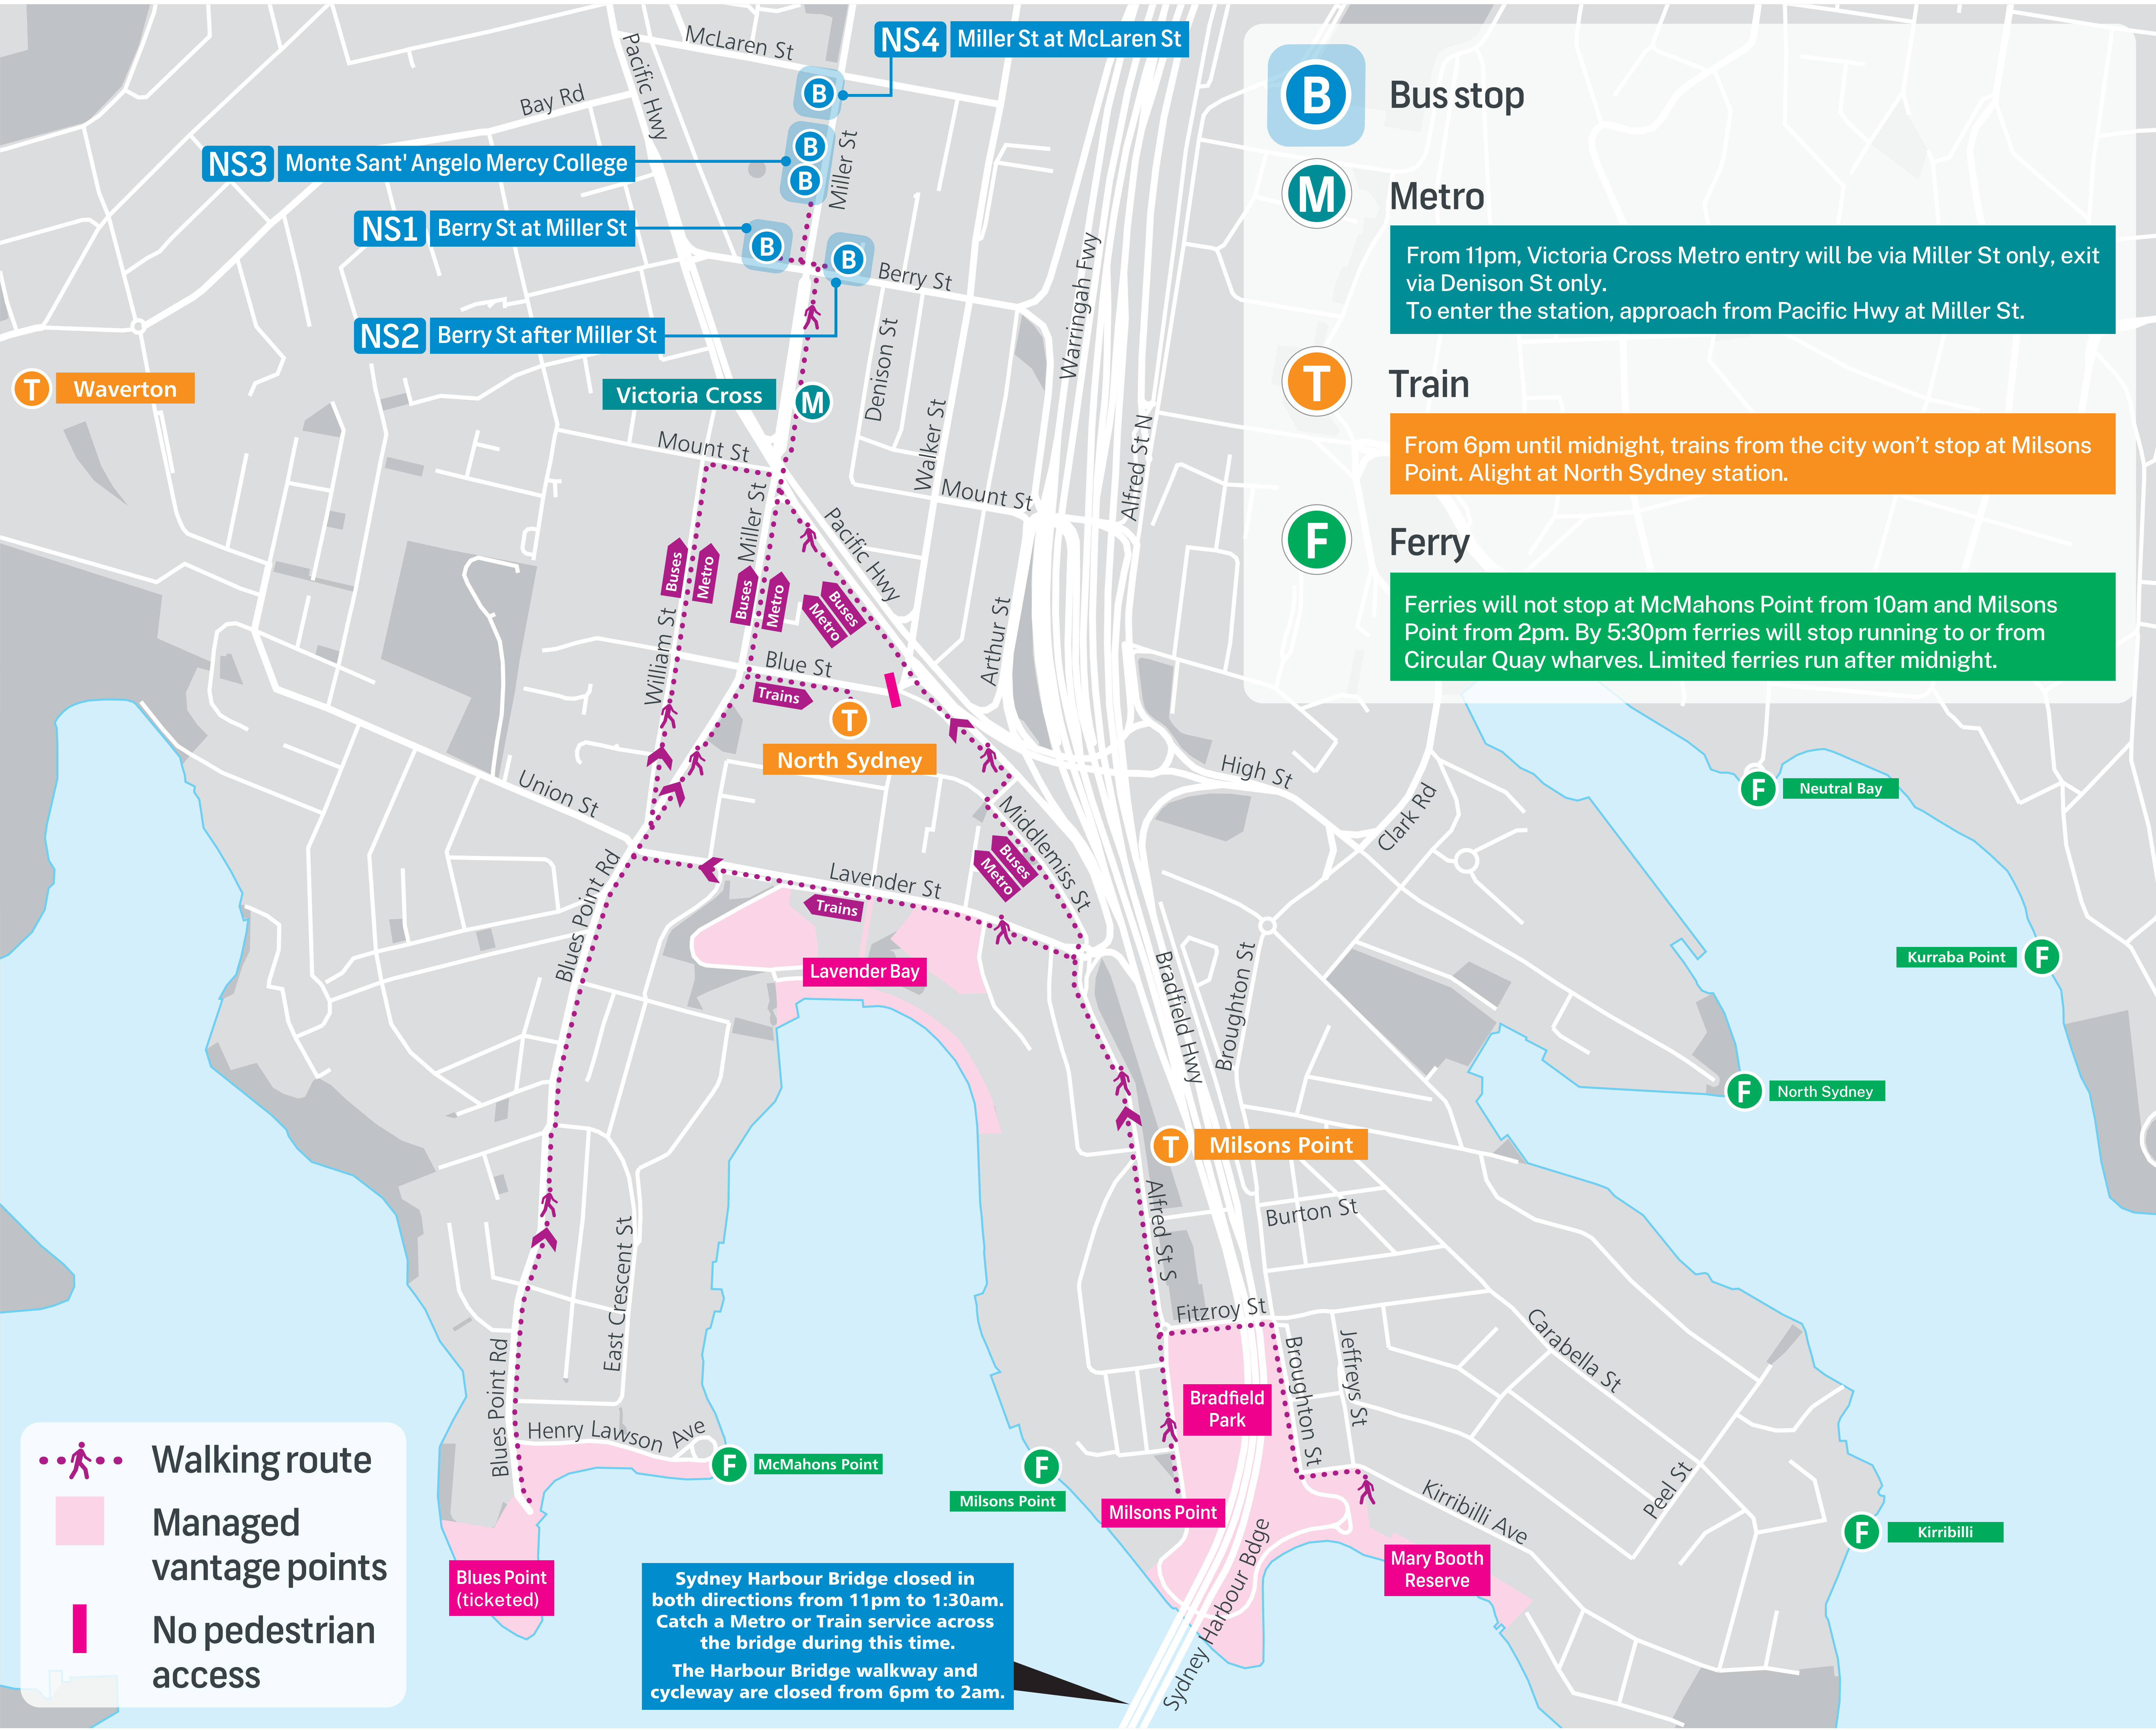 NS4 Miller St at McLaren St
McLaren St
Pacific Hwy
Bay Rd
B
B
B
Miller St
NS3 Monte Sant' Angelo Mercy College
NS1 Berry St at Miller St
B
B
Berry St
NS2 Berry St after Miller St
Warringah Fwy
Denison St
T Waverton
Victoria Cross
M
Walker St
Alfred St N
Mount St
Mount St
Miller St
Pacific Hwy
Buses
Metro
Buses
Metro
Buses
Metro
Arthur St
William St
Blue St
Trains
T
North Sydney
Union St
High St
Clark Rd
Middlemiss St
Buses
Metro
Blues Point Rd
Lavender St
Trains
Lavender Bay
Bradfield Hwy
Broughton St
F Neutral Bay
Kurraba Point F
F North Sydney
T Milsons Point
Alfred St S
Burton St
East Crescent St
Fitzroy St
Blues Point Rd
Broughton St
Jeffreys St
Carabella St
Bradfield
Park
Henry Lawson Ave
F McMahons Point
F
Milsons Point
Milsons Point
Kirribilli Ave
Peel St
F Kirribilli
Mary Booth
Reserve
Blues Point
(ticketed)
Sydney Harbour Bdge
Sydney Harbour Bridge closed in
both directions from 11pm to 1:30am.
Catch a Metro or Train service across
the bridge during this time.
The Harbour Bridge walkway and
cycleway are closed from 6pm to 2am.
B Bus stop
M Metro
From 11pm, Victoria Cross Metro entry will be via Miller St only, exit
via Denison St only.
To enter the station, approach from Pacific Hwy at Miller St.
T Train
From 6pm until midnight, trains from the city won’t stop at Milsons
Point. Alight at North Sydney station.
F Ferry
Ferries will not stop at McMahons Point from 10am and Milsons
Point from 2pm. By 5:30pm ferries will stop running to or from
Circular Quay wharves. Limited ferries run after midnight.
Walking route
Managed
vantage points
No pedestrian
access